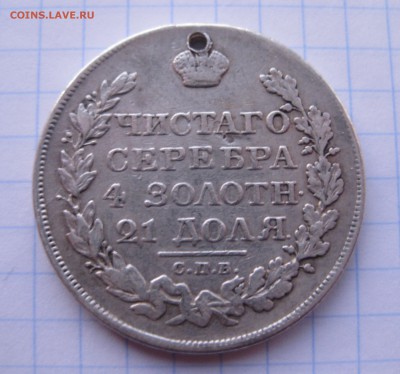 COINS.LAVE.RU
ЧИСТАГО
СЕРЕБРА
4 ЗОЛОТН.
21 ДОЛЯ.
С.П.Б.